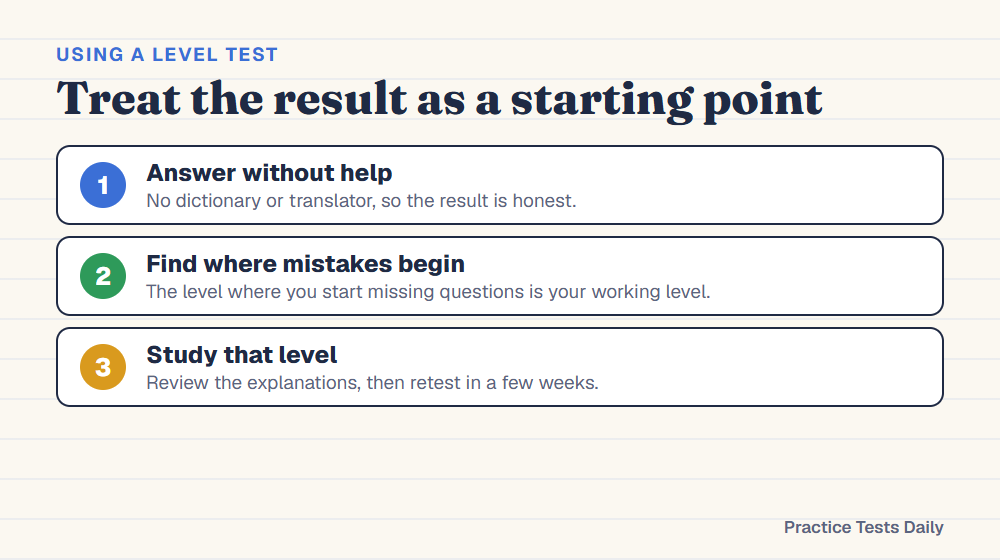 USING A LEVEL TEST
Treat the result as a starting point
1
Answer without help
No dictionary or translator, so the result is honest.
2
Find where mistakes begin
The level where you start missing questions is your working level.
3
Study that level
Review the explanations, then retest in a few weeks.
Practice Tests Daily